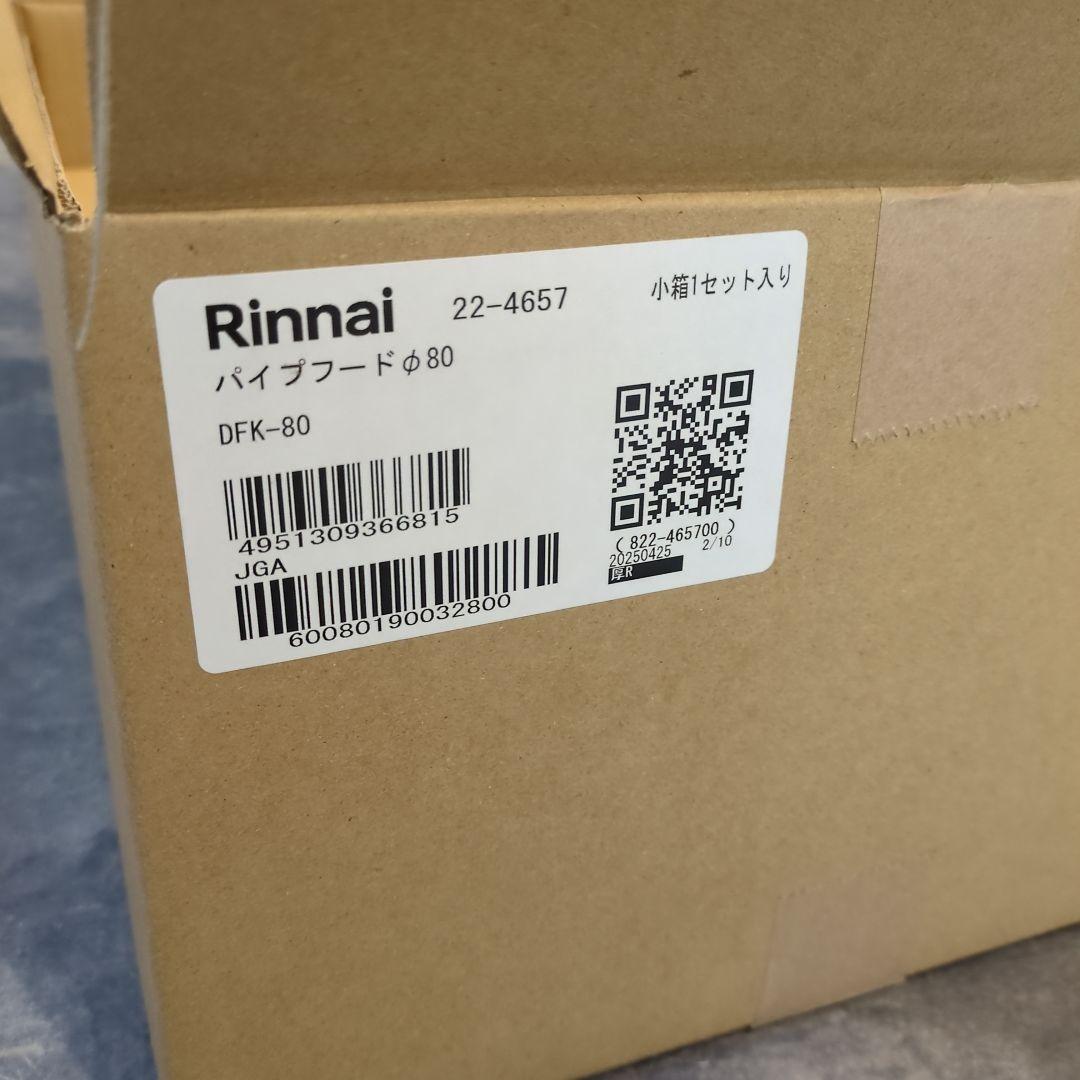 Rinnai 22-4657 小箱1セット入り
パイプフードφ80
DFK-80
4951309366815
JGA
60080190032800
( 822-465700 )
20250425 2/10
厚R